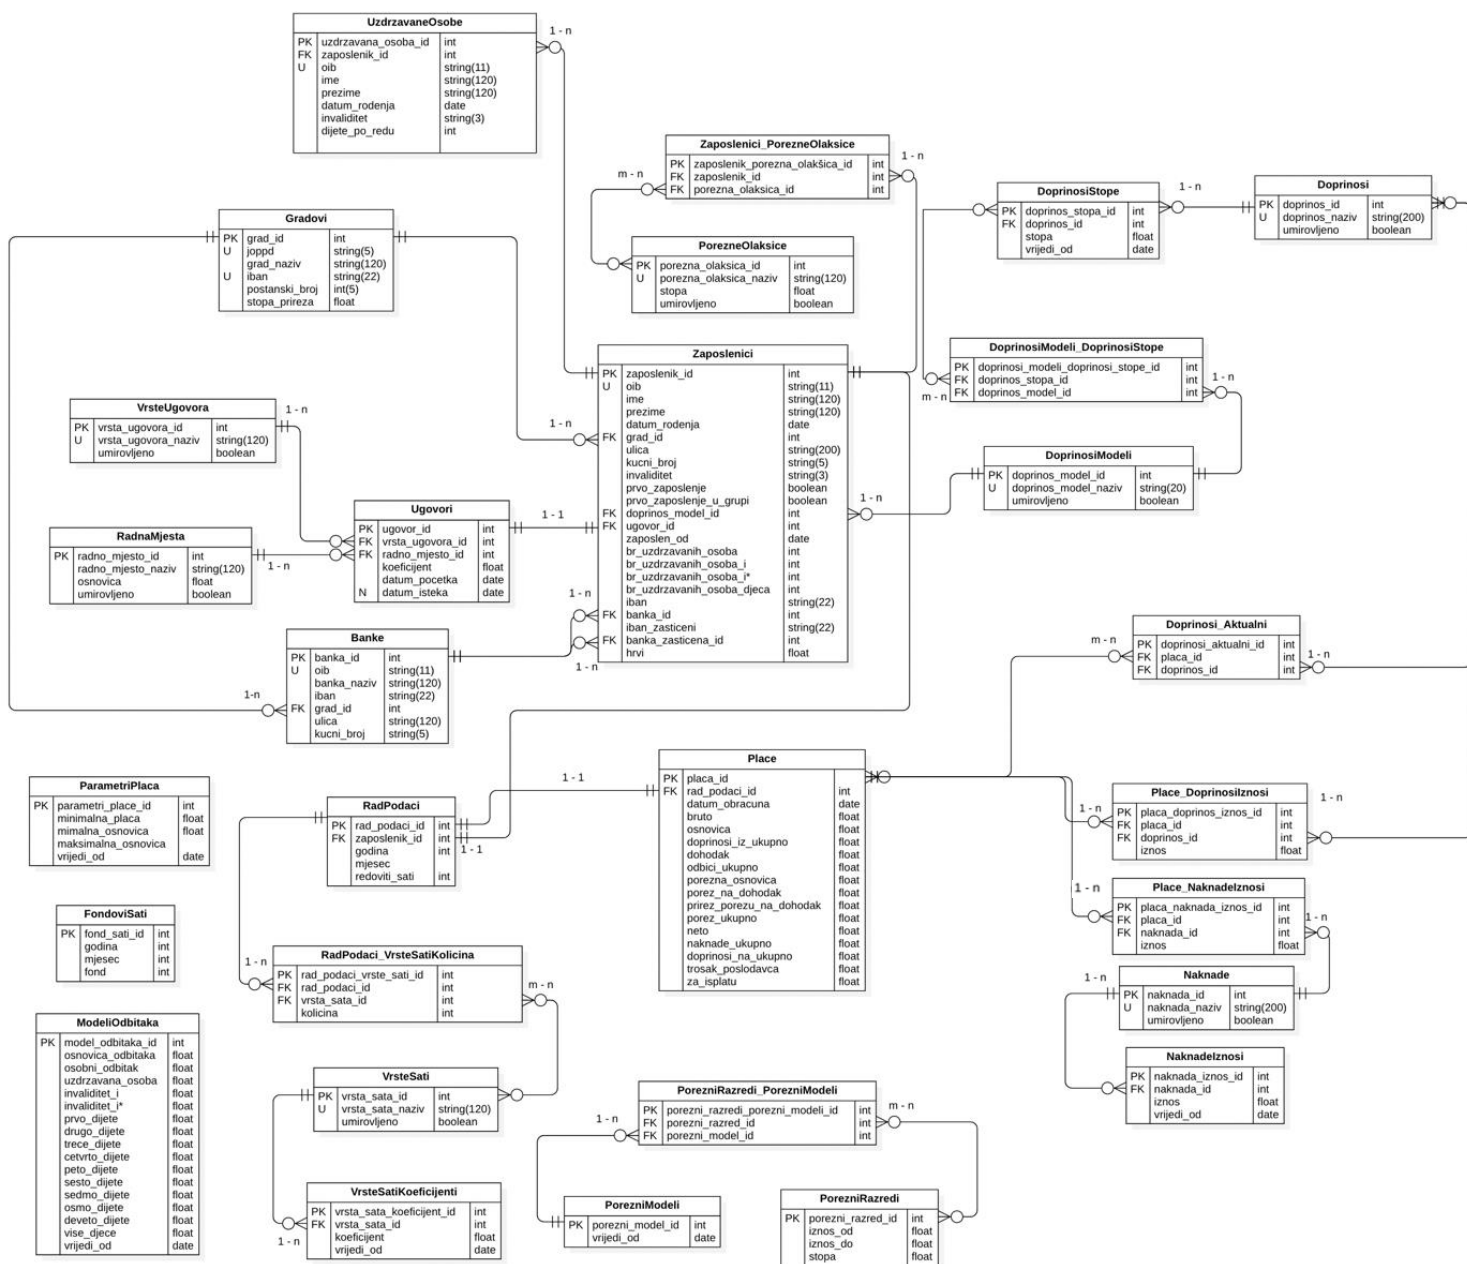 UzdrzavaneOsobe
PK uzdrzavana_osoba_id int
FK zaposlenik_id int
U oib string(11)
ime string(120)
prezime string(120)
datum_rodenja date
invaliditet string(3)
dijete_po_redu int
1 - n
Zaposlenici_PorezneOlaksice
PK zaposlenik_porezna_olakšica_id int
FK zaposlenik_id int
FK porezna_olaksica_id int
1 - n
m - n
PorezneOlaksice
PK porezna_olaksica_id int
U porezna_olaksica_naziv string(120)
stopa float
umirovljeno boolean
DoprinosiStope
PK doprinos_stopa_id int
FK doprinos_id int
stopa float
vrijedi_od date
1 - n
Doprinosi
PK doprinos_id int
U doprinos_naziv string(200)
umirovljeno boolean
Gradovi
PK grad_id int
U joppd string(5)
grad_naziv string(120)
U iban string(22)
postanski_broj int(5)
stopa_prireza float
DoprinosiModeli_DoprinosiStope
PK doprinosi_modeli_doprinosi_stope_id int
FK doprinos_stopa_id int
FK doprinos_model_id int
m - n
1 - n
DoprinosiModeli
PK doprinos_model_id int
U doprinos_model_naziv string(20)
umirovljeno boolean
1 - n
Zaposlenici
PK zaposlenik_id int
U oib string(11)
ime string(120)
prezime string(120)
datum_rodenja date
FK grad_id int
ulica string(200)
kucni_broj string(5)
invaliditet string(3)
prvo_zaposlenje boolean
prvo_zaposlenje_u_grupi boolean
FK doprinos_model_id int
FK ugovor_id int
zaposlen_od date
br_uzdrzavanih_osoba int
br_uzdrzavanih_osoba_i int
br_uzdrzavanih_osoba_i* int
br_uzdrzavanih_osoba_djeca int
iban string(22)
FK banka_id int
iban_zasticeni string(22)
FK banka_zasticena_id int
hrvi float
1 - n
VrsteUgovora
PK vrsta_ugovora_id int
U vrsta_ugovora_naziv string(120)
umirovljeno boolean
1 - n
RadnaMjesta
PK radno_mjesto_id int
radno_mjesto_naziv string(120)
osnovica float
umirovljeno boolean
1 - n
Ugovori
PK ugovor_id int
FK vrsta_ugovora_id int
FK radno_mjesto_id int
koeficijent float
datum_pocetka date
N datum_isteka date
1 - 1
1 - n
1 - n
Banke
PK banka_id int
U oib string(11)
banka_naziv string(120)
iban string(22)
FK grad_id int
ulica string(120)
kucni_broj string(5)
1-n
Doprinosi_Aktualni
PK doprinosi_aktualni_id int
FK placa_id int
FK doprinos_id int
m - n
1 - n
ParametriPlaca
PK parametri_place_id int
minimalna_placa float
mimalna_osnovica float
maksimalna_osnovica
vrijedi_od date
RadPodaci
PK rad_podaci_id int
FK zaposlenik_id int
godina int
mjesec
redoviti_sati int
1 - 1
1 - 1
Place
PK placa_id
FK rad_podaci_id int
datum_obracuna date
bruto float
osnovica float
doprinosi_iz_ukupno float
dohodak float
odbici_ukupno float
porezna_osnovica float
porez_na_dohodak float
prirez_porezu_na_dohodak float
porez_ukupno float
neto float
naknade_ukupno float
doprinosi_na_ukupno float
trosak_poslodavca float
za_isplatu float
Place_DoprinosiIznosi
PK placa_doprinos_iznos_id int
FK placa_id int
FK doprinos_id int
iznos float
1 - n
1 - n
Place_NaknadeIznosi
PK placa_naknada_iznos_id int
FK placa_id int
FK naknada_id int
iznos float
1 - n
1 - n
Naknade
PK naknada_id int
U naknada_naziv string(200)
umirovljeno boolean
1 - n
NaknadeIznosi
PK naknada_iznos_id int
FK naknada_id int
iznos float
vrijedi_od date
FondoviSati
PK fond_sati_id int
godina int
mjesec int
fond int
RadPodaci_VrsteSatiKolicina
PK rad_podaci_vrste_sati_id int
FK rad_podaci_id int
FK vrsta_sata_id int
kolicina int
1 - n
m - n
ModeliOdbitaka
PK model_odbitaka_id int
osnovica_odbitaka float
osobni_odbitak float
uzdrzavana_osoba float
invaliditet_i float
invaliditet_i* float
prvo_dijete float
drugo_dijete float
trece_dijete float
cetvrto_dijete float
peto_dijete float
sesto_dijete float
sedmo_dijete float
osmo_dijete float
deveto_dijete float
vise_djece float
vrijedi_od date
VrsteSati
PK vrsta_sata_id int
U vrsta_sata_naziv string(120)
umirovljeno boolean
VrsteSatiKoeficijenti
PK vrsta_sata_koeficijent_id int
FK vrsta_sata_id int
koeficijent float
vrijedi_od date
1 - n
PorezniRazredi_PorezniModeli
PK porezni_razredi_porezni_modeli_id int
FK porezni_razred_id int
FK porezni_model_id int
1 - n
m - n
PorezniModeli
PK porezni_model_id int
vrijedi_od date
PorezniRazredi
PK porezni_razred_id int
iznos_od float
iznos_do float
stopa float